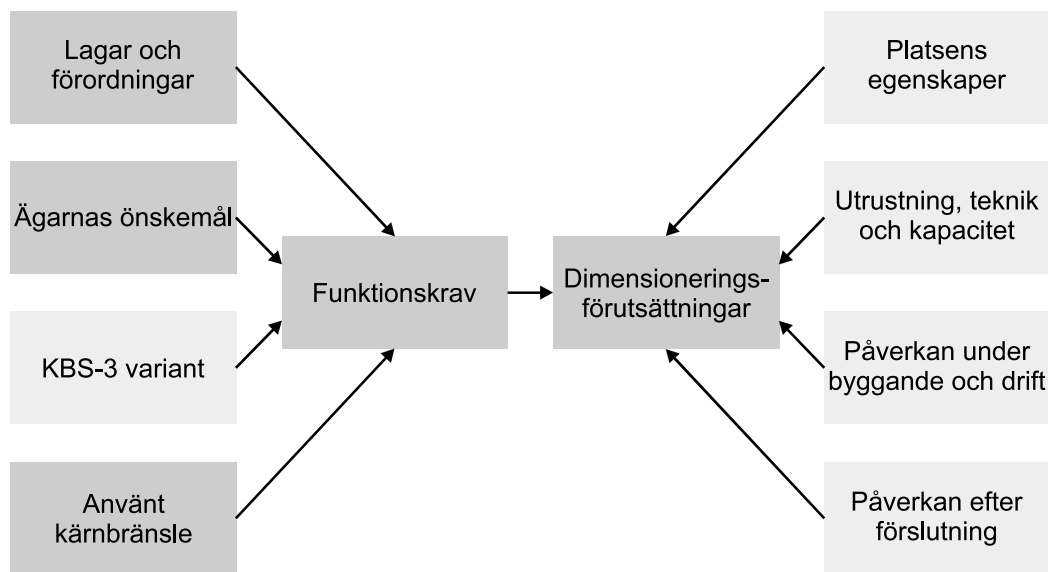 Lagar och
förordningar
Ägarnas önskemål
KBS-3 variant
Använt
kärnbränsle
Funktionskrav
Dimensionerings-
förutsättningar
Platsens
egenskaper
Utrustning, teknik
och kapacitet
Påverkan under
byggande och drift
Påverkan efter
förslutning